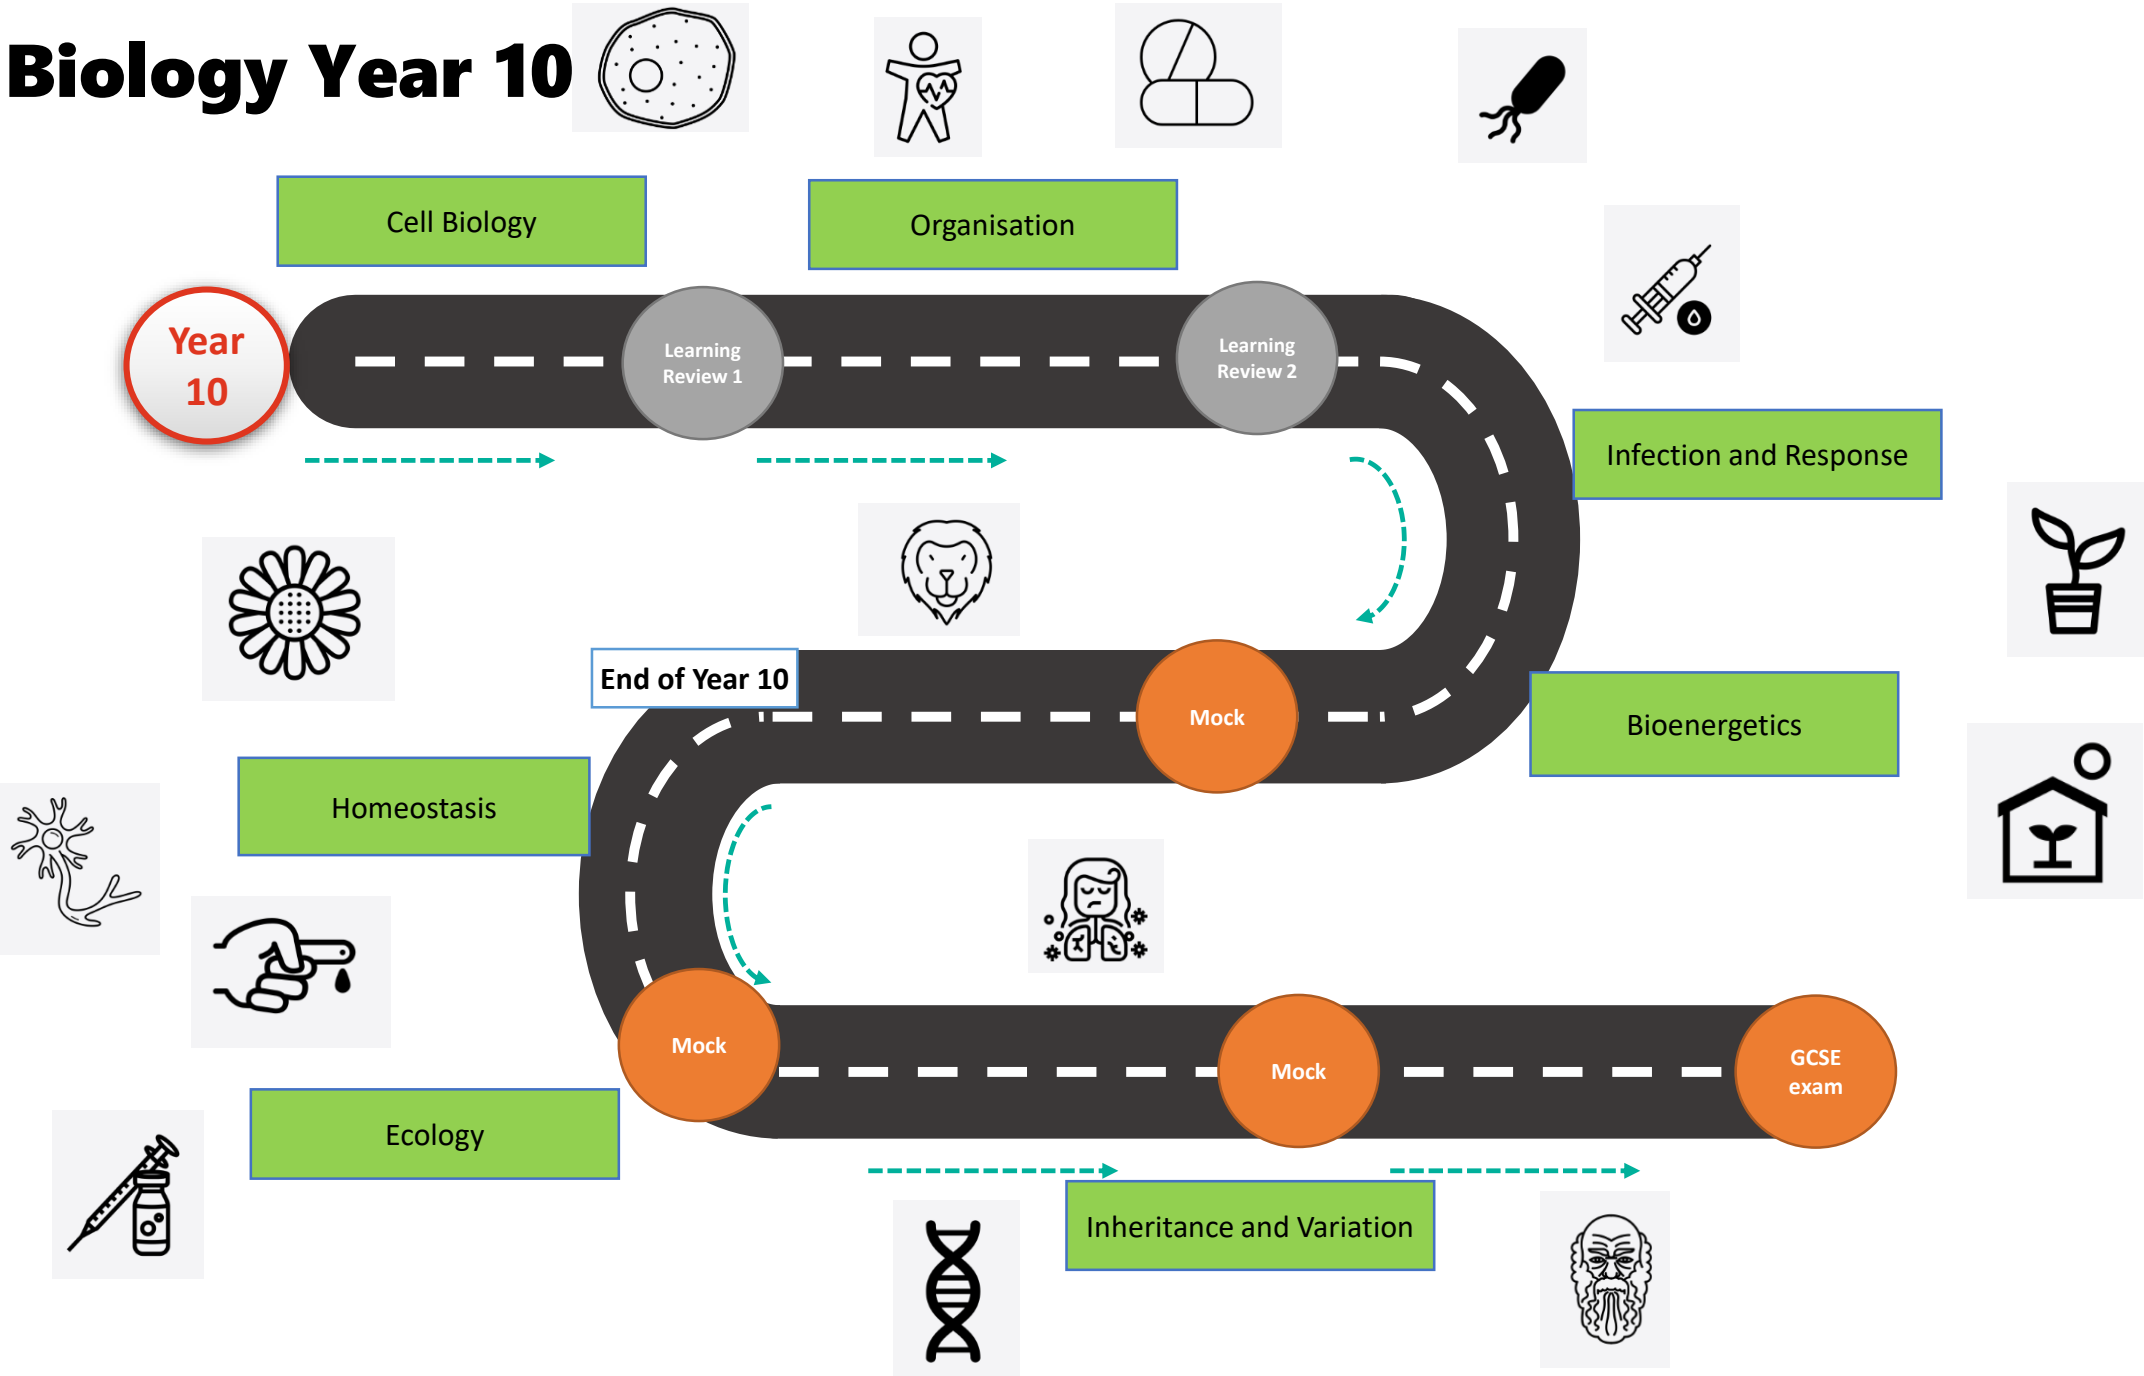 Biology Year 10
Cell Biology
Organisation
Year
10
Learning
Review 1
Learning
Review 2
Infection and Response
End of Year 10
Mock
Bioenergetics
Homeostasis
Mock
Mock
GCSE
exam
Ecology
Inheritance and Variation